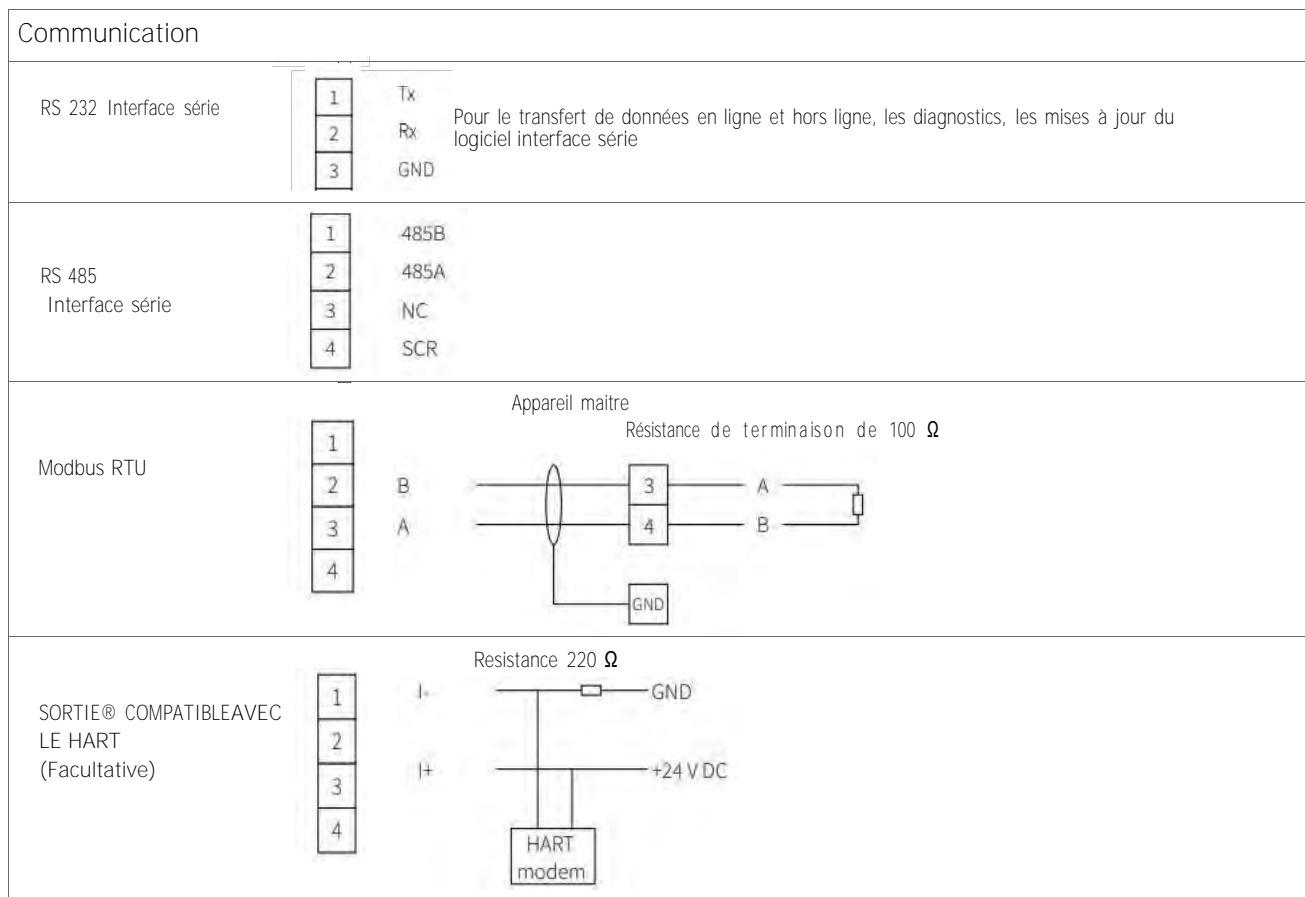 Communication
RS 232 Interface série
1 Tx
2 Rx
3 GND
Pour le transfert de données en ligne et hors ligne, les diagnostics, les mises à jour du
logiciel interface série
RS 485
Interface série
1 485B
2 485A
3 NC
4 SCR
Modbus RTU
Appareil maitre
Résistance de terminaison de 100 Ω
1
2 B 3 A
3 A 4 B
4
GND
SORTIE® COMPATIBLEAVEC
LE HART
(Facultative)
Resistance 220 Ω
1 I- GND
2
3 I+ +24 V DC
4
HART
modem